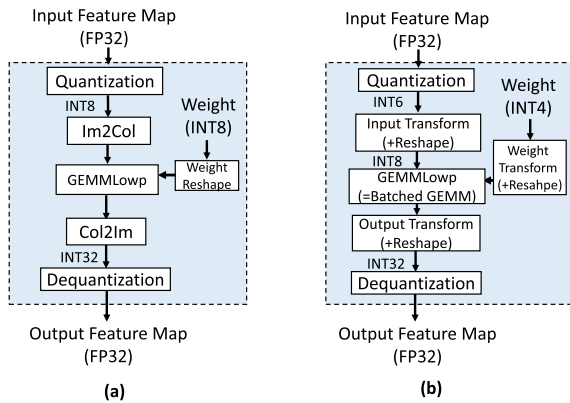 Input Feature Map
(FP32)
Quantization
INT8
Weight
(INT8)
Im2Col
GEMMLowp
Weight
Reshape
Col2Im
INT32
Dequantization
Output Feature Map
(FP32)
(a)
Input Feature Map
(FP32)
Quantization
INT6
Weight
(INT4)
Input Transform
(+Reshape)
INT8
Weight
Transform
(+Resahpe)
GEMMLowp
(=Batched GEMM)
Output Transform
(+Reshape)
INT32
Dequantization
Output Feature Map
(FP32)
(b)